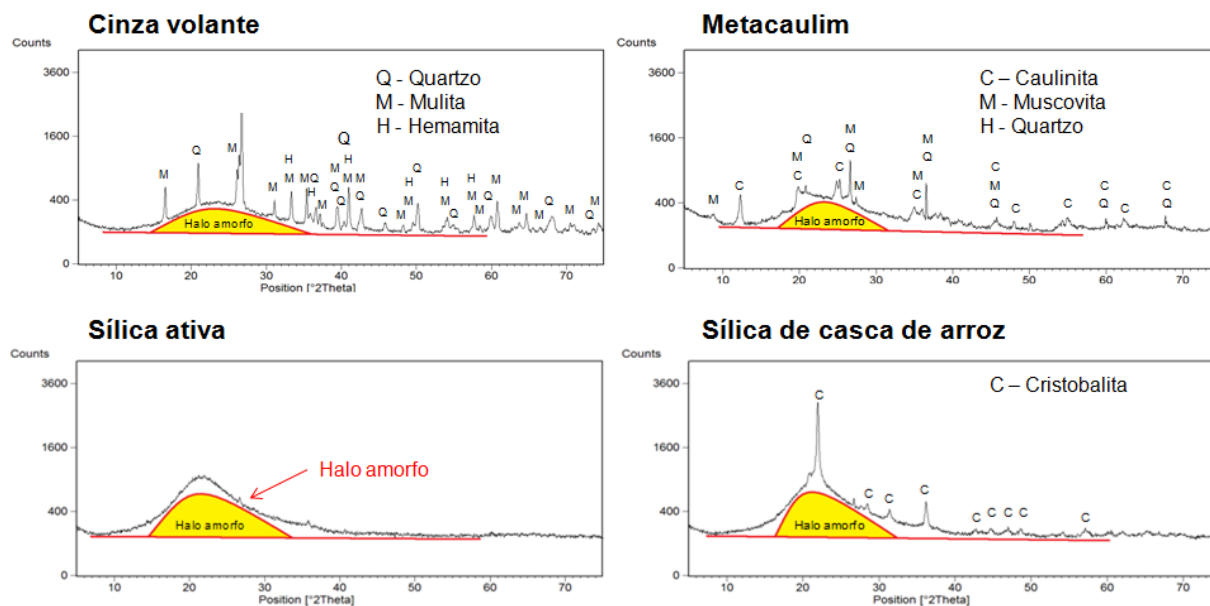 Cinza volante
Counts
3600
1600
400
0
10 20 30 40 50 60 70
Position [°2Theta]
Q - Quartzo
M - Mulita
H - Hemamita
M
Q
M
M
H
M
M
H
Q
M
Q
M
Q
Q
H
M
Q
M
Q
M
H
M
Q
H
M
Q
H
M
M
Q
M
M
M
Q
M
Q
M
Halo amorfo
Metacaulim
Counts
3600
1600
400
0
10 20 30 40 50 60 70
Position [°2Theta]
C – Caulinita
M - Muscovita
H - Quartzo
M
C
M
C
Q
C
M
Q
M
M
C
M
Q
C
M
Q
C
C
C
Q
C
C
Q
Halo amorfo
Sílica ativa
Counts
3600
1600
400
0
10 20 30 40 50 60 70
Position [°2Theta]
Halo amorfo
Halo amorfo
Sílica de casca de arroz
Counts
3600
1600
400
0
10 20 30 40 50 60 70
Position [°2Theta]
C – Cristobalita
C
C
C
C
C
C
C
C
C
Halo amorfo